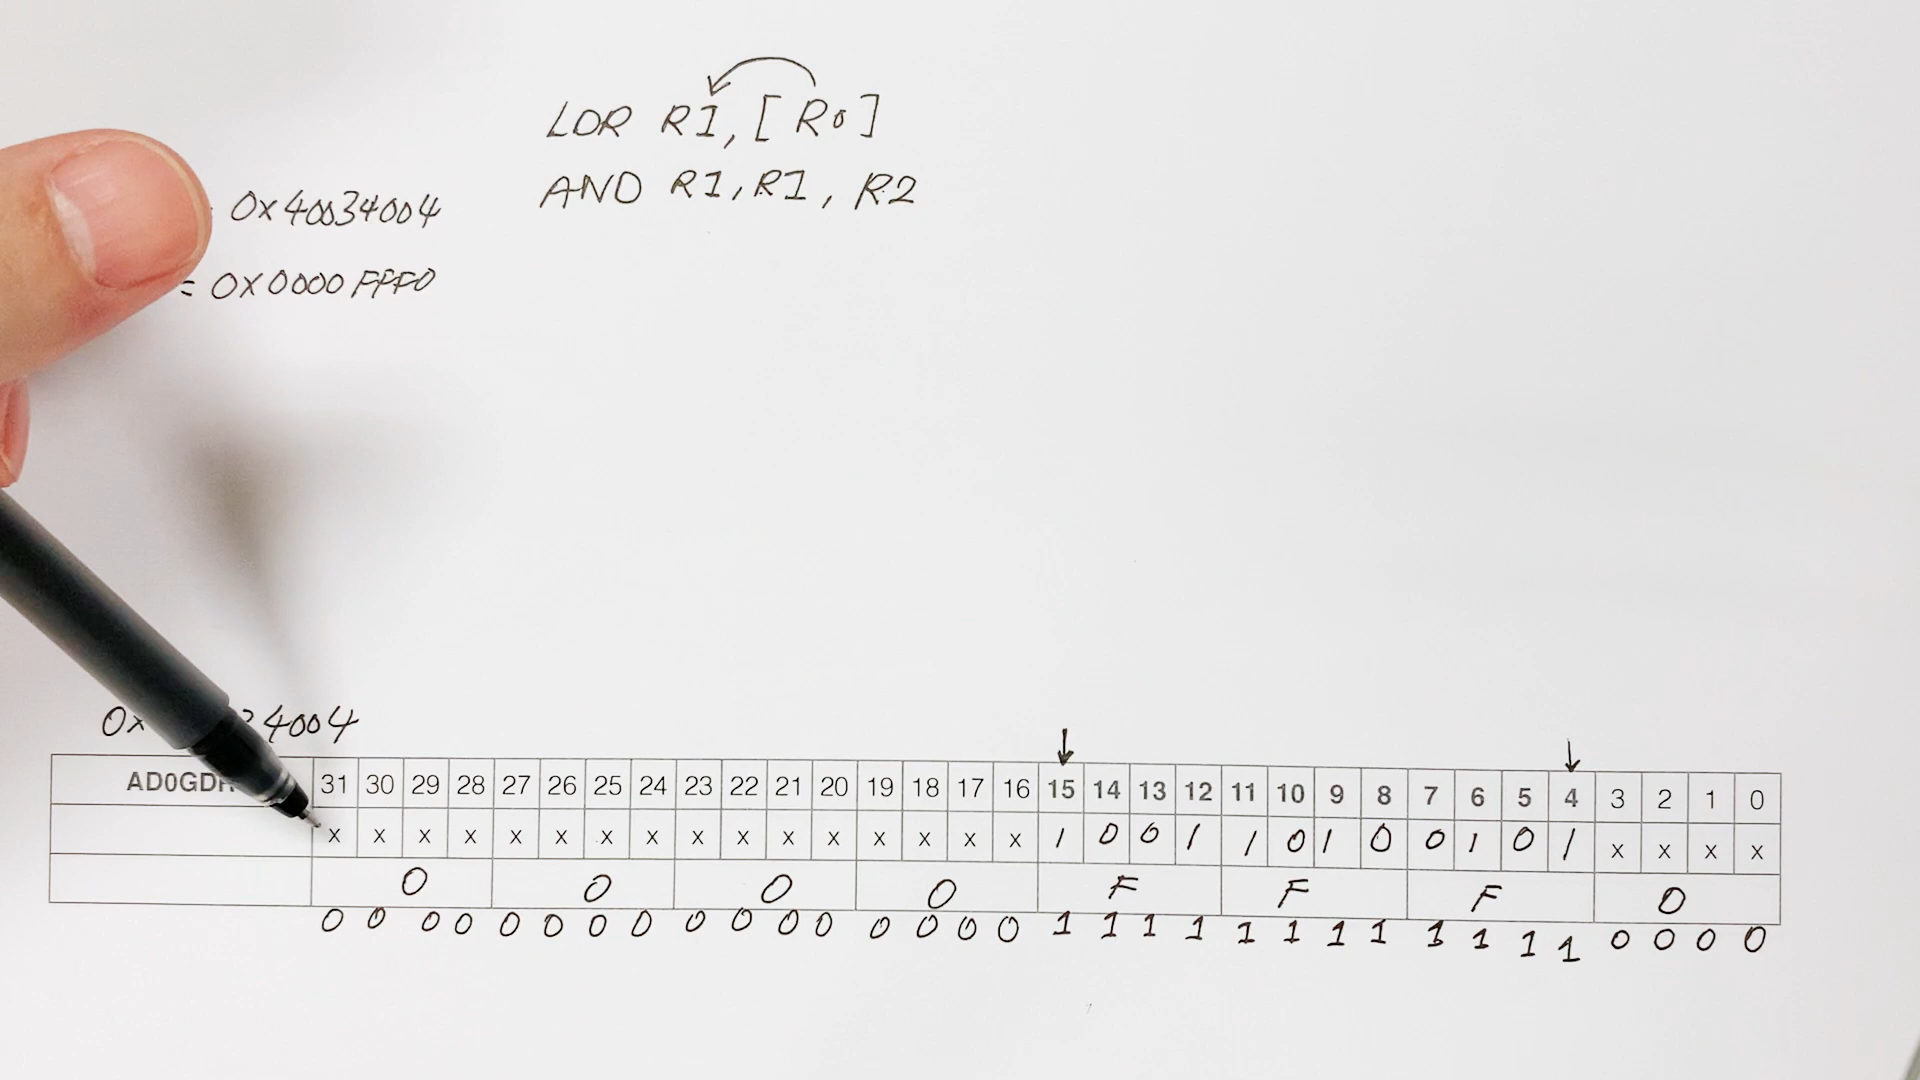 LDR R1, [R0]
AND R1, R1, R2
0x40034004
= 0x0000FFF0
4004
31 30 29 28 27 26 25 24 23 22 21 20 19 18 17 16 15 14 13 12 11 10 9 8 7 6 5 4 3 2 1 0
x x x x x x x x x x x x x x x x 1 0 0 1 1 0 1 0 0 1 0 1 x x x x
0 0 0 0 F F F 0
0 0 0 0 0 0 0 0 0 0 0 0 0 0 0 0 1 1 1 1 1 1 1 1 1 1 1 1 0 0 0 0